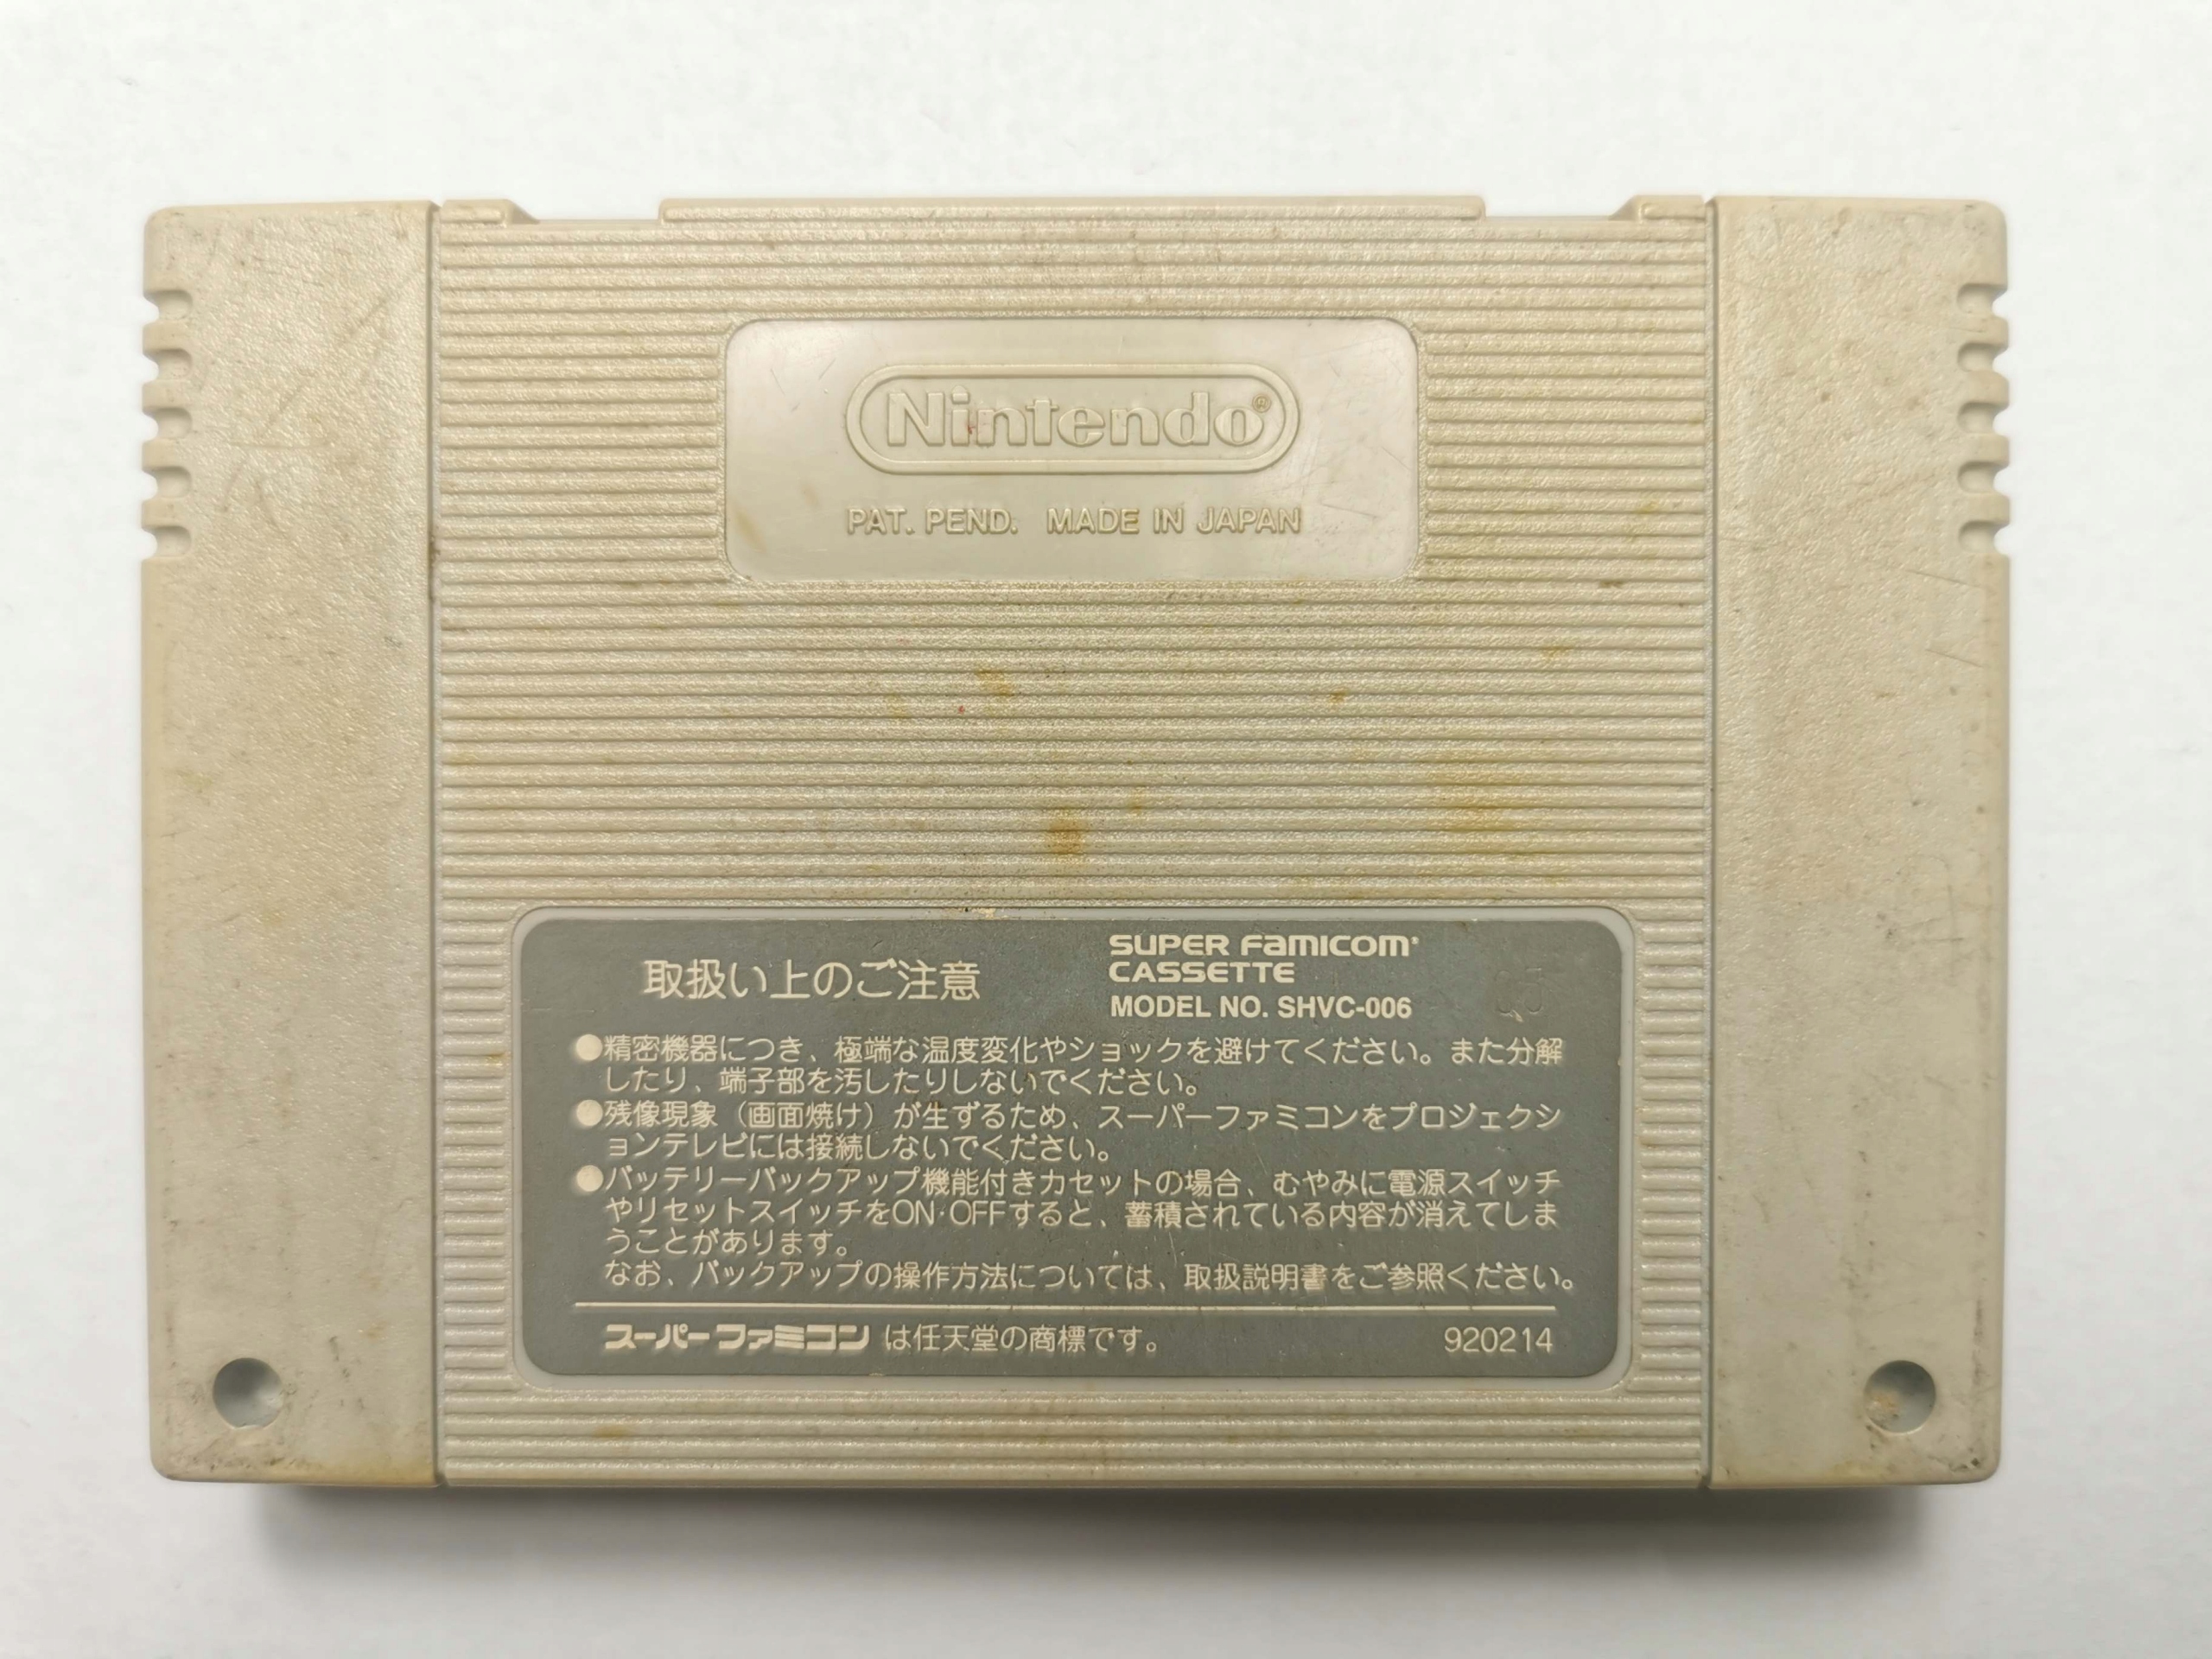 Nintendo®
PAT. PEND. MADE IN JAPAN
取扱い上のご注意
SUPER FAMICOM
CASSETTE
MODEL NO. SHVC-006
●精密機器につき、極端な温度変化やショックを避けてください。また分解
したり、端子部を汚したりしないでください。
●残像現象（画面焼け）が生ずるため、スーパーファミコンをプロジェクシ
ョンテレビには接続しないでください。
●バッテリーバックアップ機能付きカセットの場合、むやみに電源スイッチ
やリセットスイッチをON·OFFすると、蓄積されている内容が消えてしま
うことがあります。
なお、バックアップの操作方法については、取扱説明書をご参照ください。
スーパーファミコンは任天堂の商標です。
920214